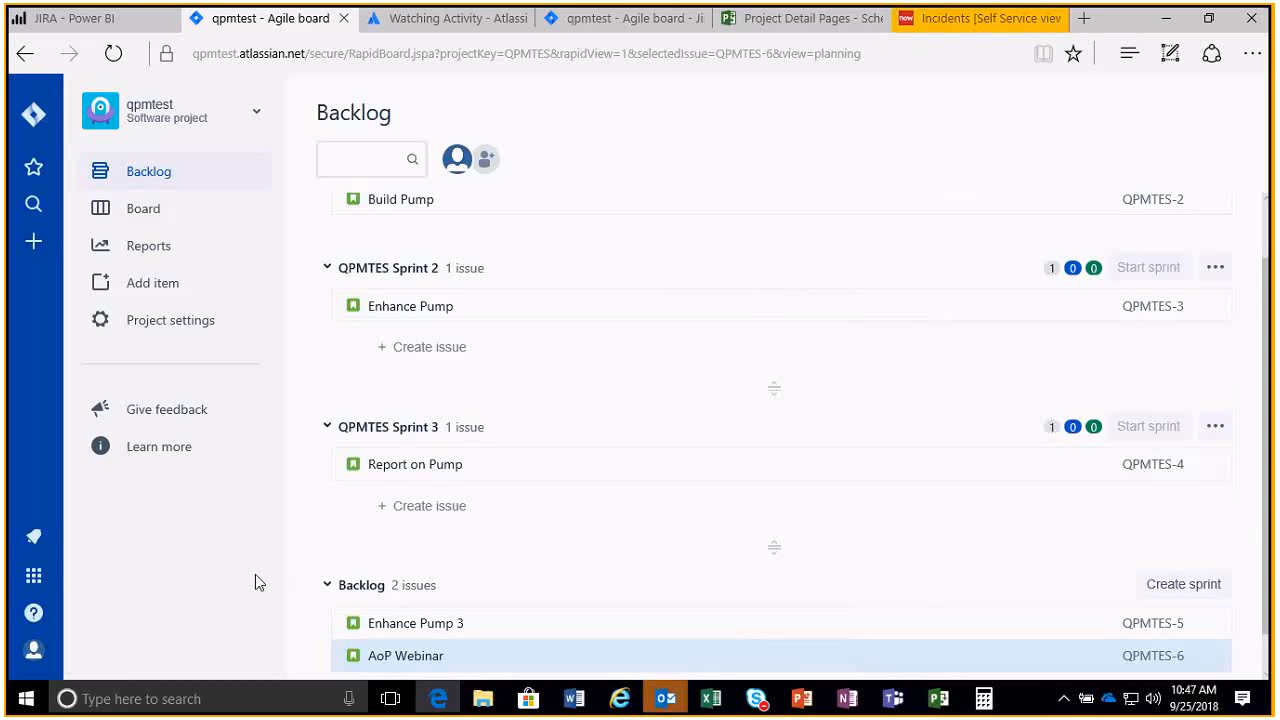 JIRA - Power BI
qpmtest - Agile board
Watching Activity - Atlassi
qpmtest - Agile board - Ji
Project Detail Pages - Sche
new Incidents [Self Service view
qpmtest.atlassian.net/secure/RapidBoard.jspa?projectKey=QPMTES&rapidView=1&selectedIssue=QPMTES-6&view=planning
qpmtest
Software project
Backlog
Board
Reports
Add item
Project settings
Give feedback
Learn more
Backlog
Build Pump QPMTES-2
QPMTES Sprint 2 1 issue 1 0 0 Start sprint
Enhance Pump QPMTES-3
+ Create issue
QPMTES Sprint 3 1 issue 1 0 0 Start sprint
Report on Pump QPMTES-4
+ Create issue
Backlog 2 issues Create sprint
Enhance Pump 3 QPMTES-5
AoP Webinar QPMTES-6
Type here to search
10:47 AM
9/25/2018